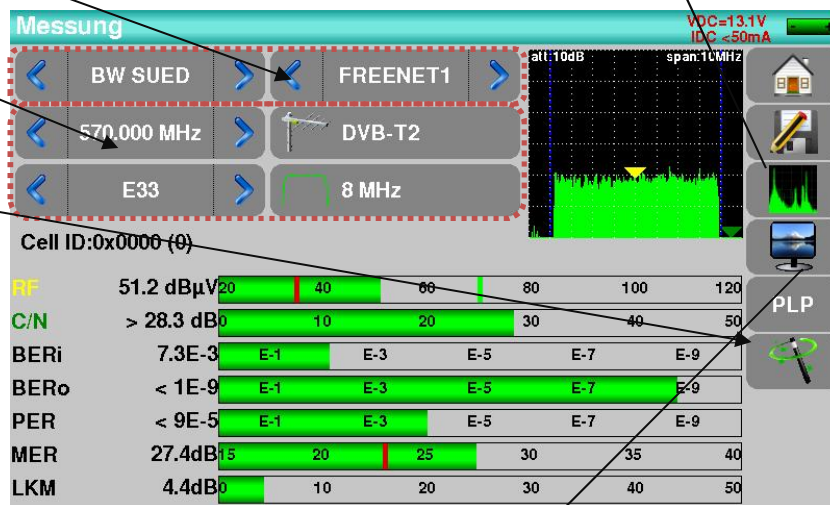 Messung
VDC=13.1V
IDC <50mA
BW SUED
FREENET1
att:10dB
span:10MHz
570.000 MHz
DVB-T2
E33
8 MHz
Cell ID:0x0000 (0)
PLP
RF 51.2 dBµV 20 40 60 80 100 120
C/N > 28.3 dB 0 10 20 30 40 50
BERi 7.3E-3 E-1 E-3 E-5 E-7 E-9
BERo < 1E-9 E-1 E-3 E-5 E-7 E-9
PER < 9E-5 E-1 E-3 E-5 E-7 E-9
MER 27.4dB 15 20 25 30 35 40
LKM 4.4dB 0 10 20 30 40 50